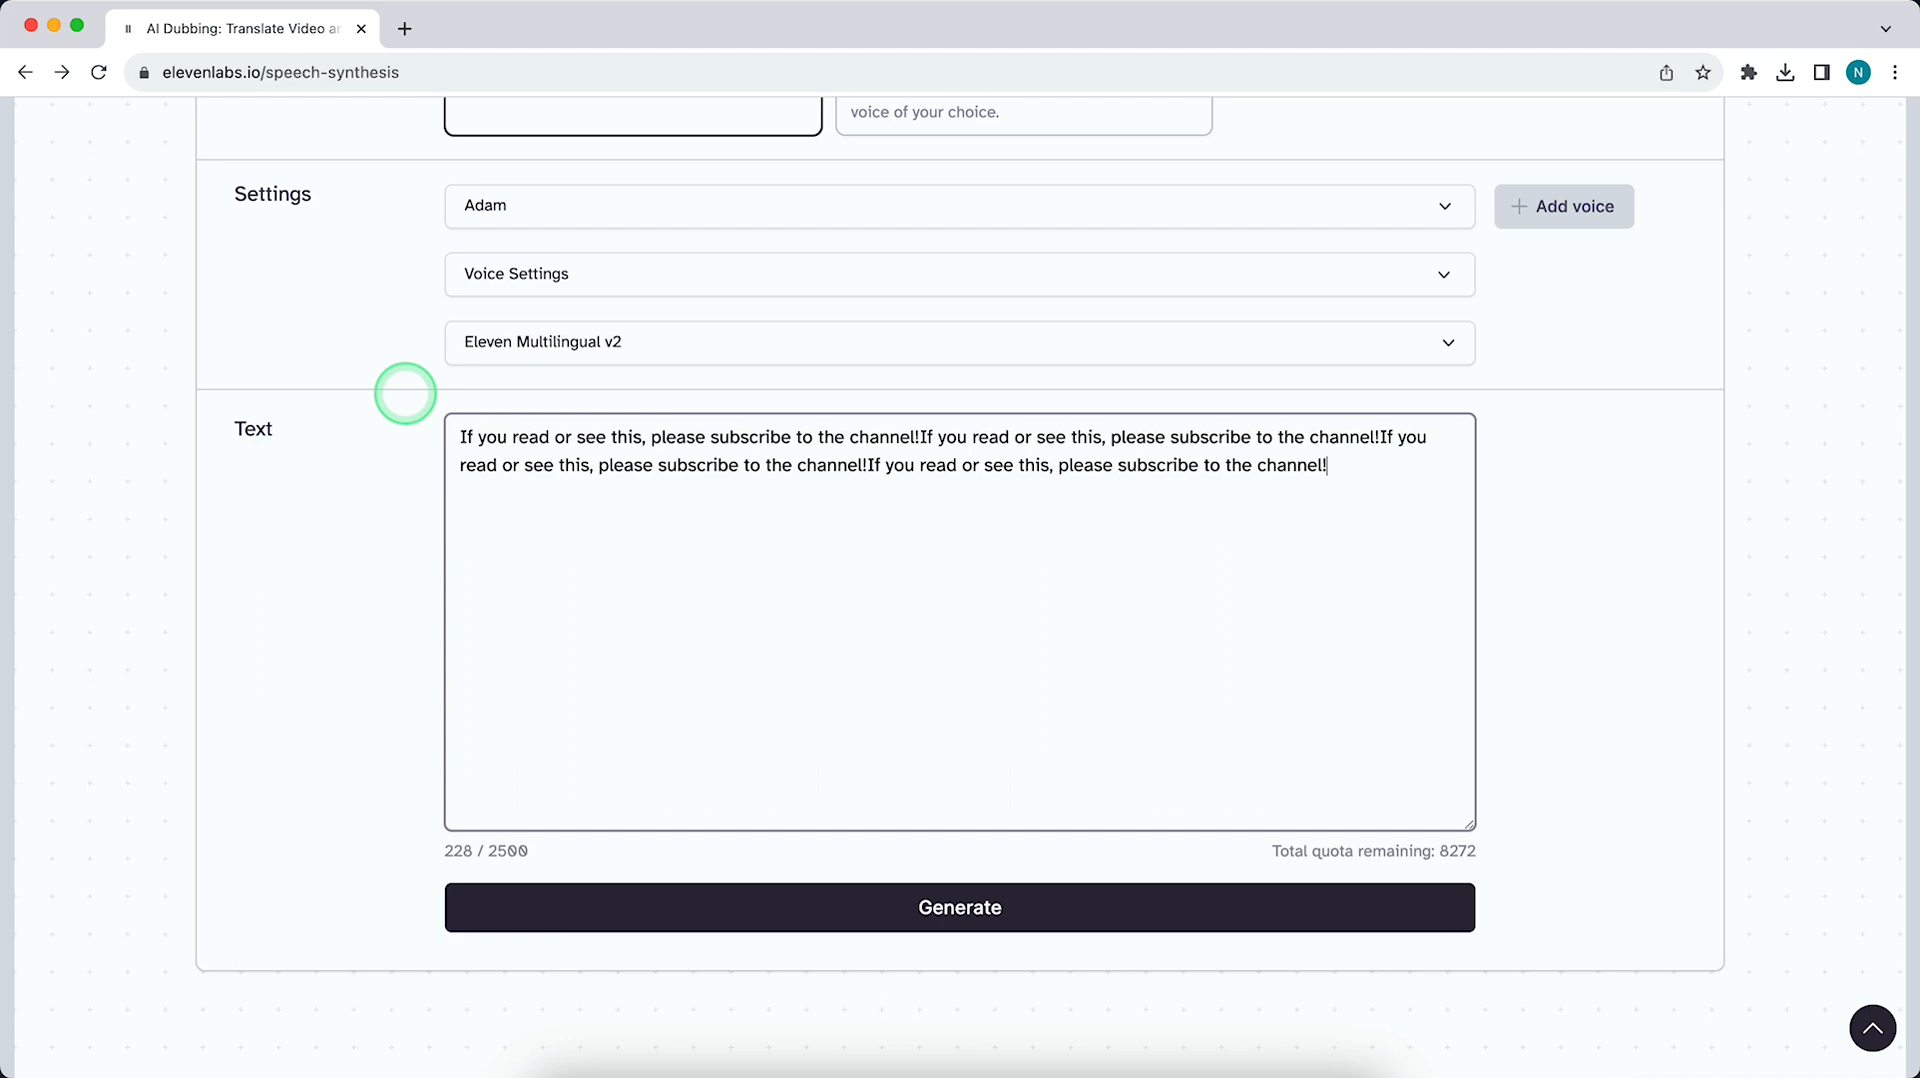 AI Dubbing: Translate Video ar
elevenlabs.io/speech-synthesis
N
voice of your choice.
Settings
Adam
Add voice
Voice Settings
Eleven Multilingual v2
Text
If you read or see this, please subscribe to the channel!If you read or see this, please subscribe to the channel!If you
read or see this, please subscribe to the channel!If you read or see this, please subscribe to the channel!
228 / 2500
Total quota remaining: 8272
Generate